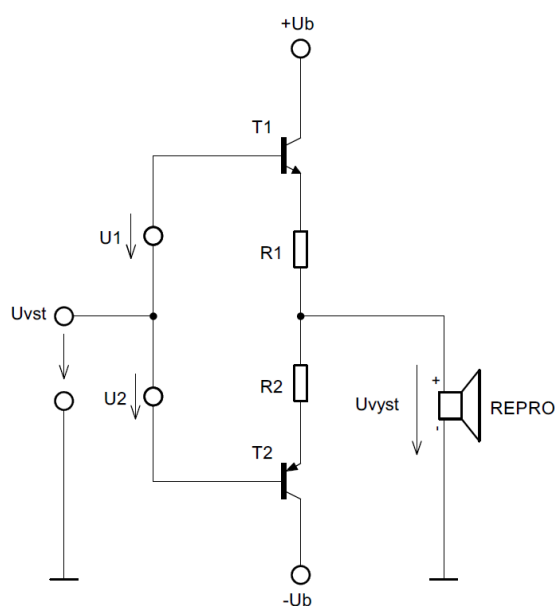 +Ub
T1
U1
R1
Uvst
U2
R2
Uvyst
+
-
REPRO
T2
-Ub